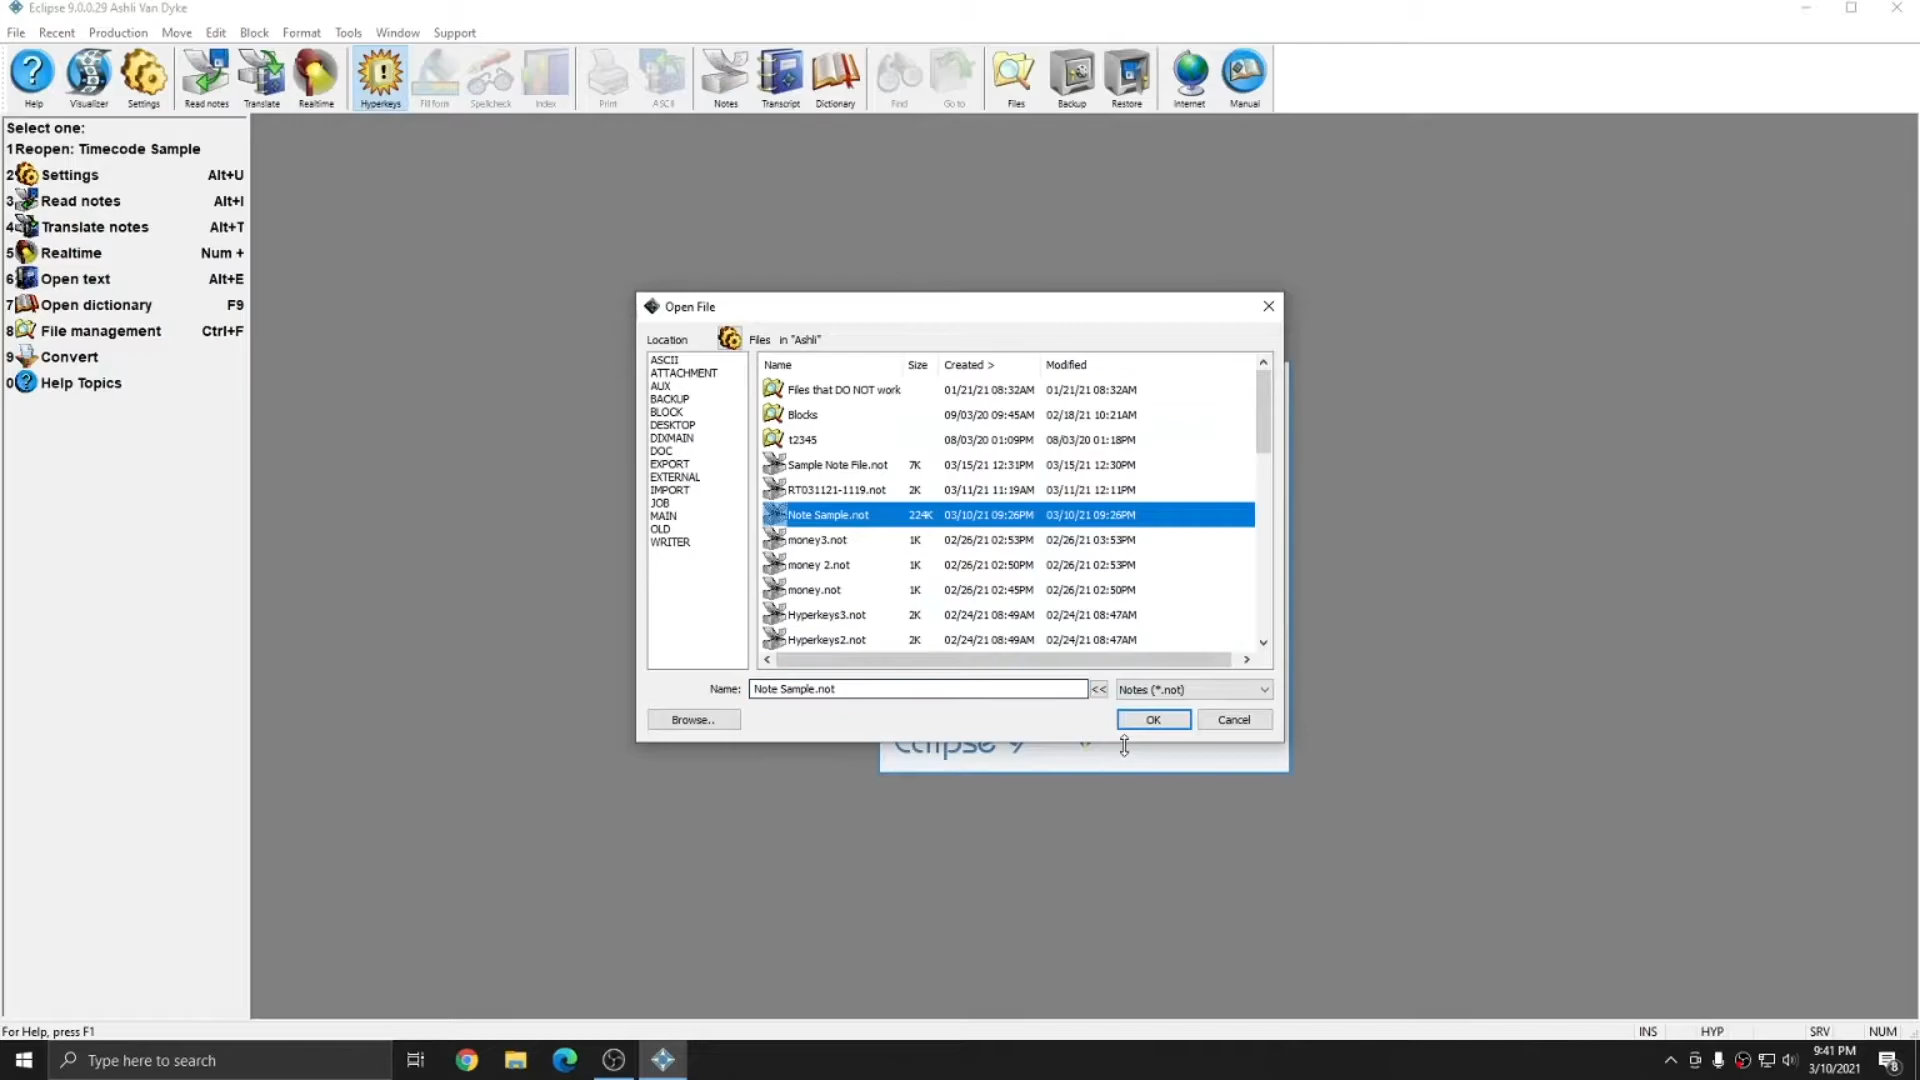 Eclipse 9.0.0.29 Ashli Van Dyke
File Recent Production Move Edit Block Format Tools Window Support
Help Visualizer Settings Read notes Translate Realtime Hyperkeys Fill form Spellcheck Index Print ASCII Notes Transcript Dictionary Find Go to Files Backup Restore Internet Manual
Select one:
1Reopen: Timecode Sample
2 Settings Alt+U
3 Read notes Alt+I
4 Translate notes Alt+T
5 Realtime Num +
6 Open text Alt+E
7 Open dictionary F9
8 File management Ctrl+F
9 Convert
0 Help Topics
Open File
Location Files in "Ashli"
ASCII
ATTACHMENT
AUX
BACKUP
BLOCK
DESKTOP
DIXMAIN
DOC
EXPORT
EXTERNAL
IMPORT
JOB
MAIN
OLD
WRITER
Name Size Created > Modified
Files that DO NOT work 01/21/21 08:32AM 01/21/21 08:32AM
Blocks 09/03/20 09:45AM 02/18/21 10:21AM
t2345 08/03/20 01:09PM 08/03/20 01:18PM
Sample Note File.not 7K 03/15/21 12:31PM 03/15/21 12:30PM
RT031121-1119.not 2K 03/11/21 11:19AM 03/11/21 12:11PM
Note Sample.not 224K 03/10/21 09:26PM 03/10/21 09:26PM
money3.not 1K 02/26/21 02:53PM 02/26/21 03:53PM
money 2.not 1K 02/26/21 02:50PM 02/26/21 02:53PM
money.not 1K 02/26/21 02:45PM 02/26/21 02:50PM
Hyperkeys3.not 2K 02/24/21 08:49AM 02/24/21 08:47AM
Hyperkeys2.not 2K 02/24/21 08:49AM 02/24/21 08:47AM
Name: Note Sample.not << Notes (*.not)
Browse.. OK Cancel
Eclipse 9
For Help, press F1 INS HYP SRV NUM
Type here to search
9:41 PM
3/10/2021
8